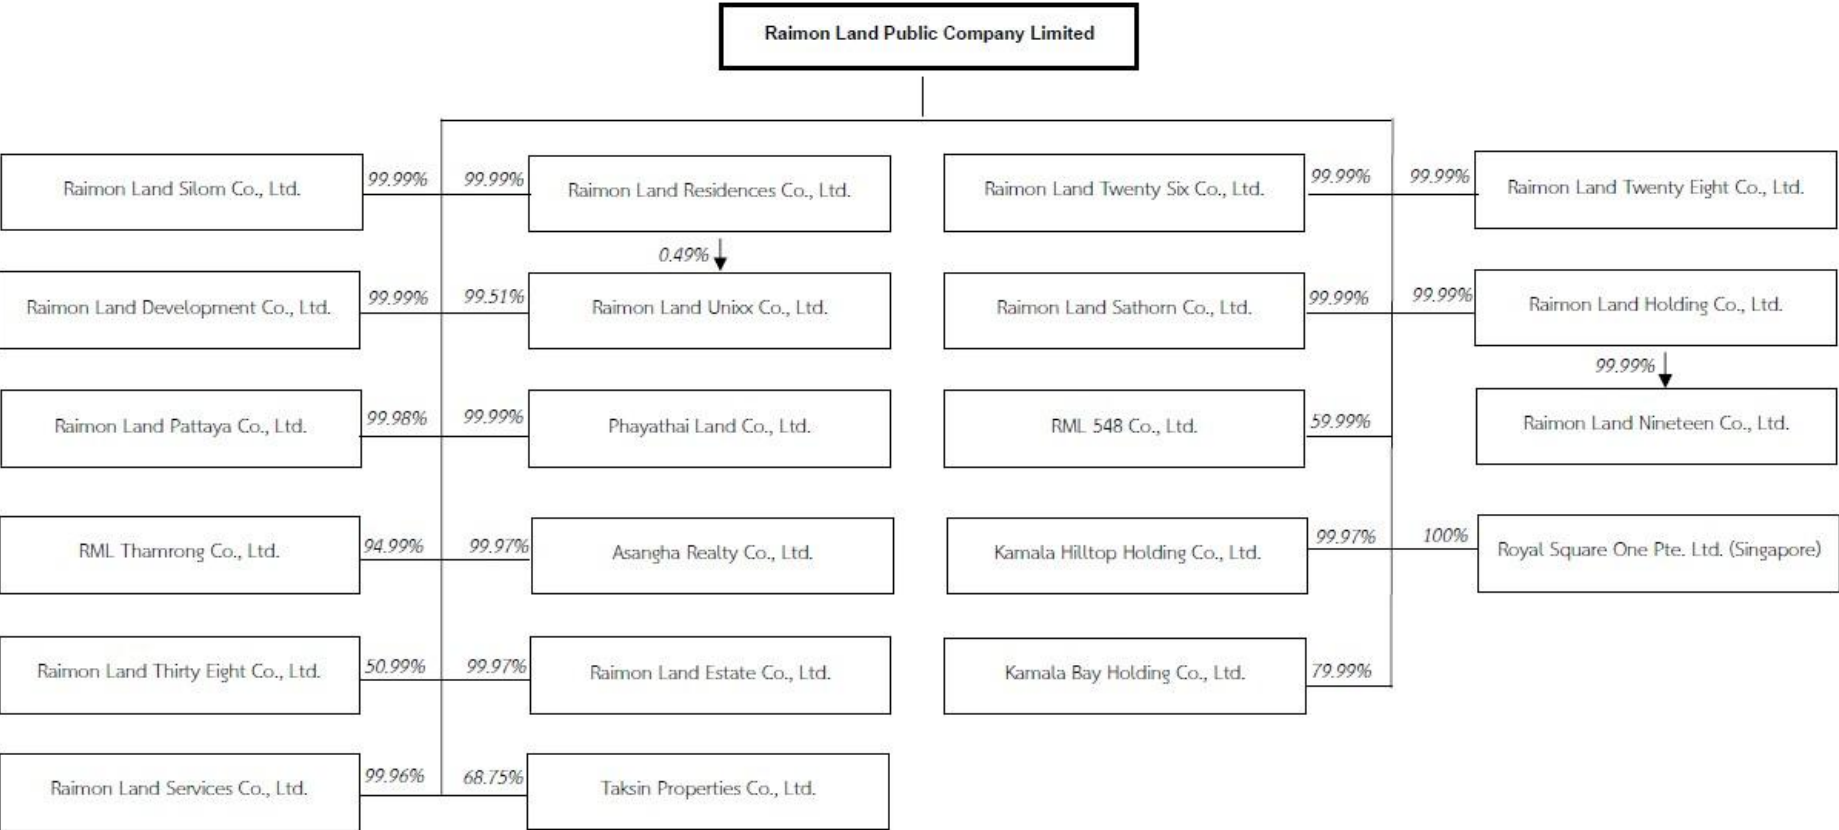 Raimon Land Public Company Limited
Raimon Land Silom Co., Ltd.
99.99%
99.99%
Raimon Land Residences Co., Ltd.
Raimon Land Twenty Six Co., Ltd.
99.99%
99.99%
Raimon Land Twenty Eight Co., Ltd.
0.49%
Raimon Land Development Co., Ltd.
99.99%
99.51%
Raimon Land Unixx Co., Ltd.
Raimon Land Sathorn Co., Ltd.
99.99%
99.99%
Raimon Land Holding Co., Ltd.
99.99%
Raimon Land Pattaya Co., Ltd.
99.98%
99.99%
Phayathai Land Co., Ltd.
RML 548 Co., Ltd.
59.99%
Raimon Land Nineteen Co., Ltd.
RML Thamrong Co., Ltd.
94.99%
99.97%
Asangha Realty Co., Ltd.
Kamala Hilltop Holding Co., Ltd.
99.97%
100%
Royal Square One Pte. Ltd. (Singapore)
Raimon Land Thirty Eight Co., Ltd.
50.99%
99.97%
Raimon Land Estate Co., Ltd.
Kamala Bay Holding Co., Ltd.
79.99%
Raimon Land Services Co., Ltd.
99.96%
68.75%
Taksin Properties Co., Ltd.